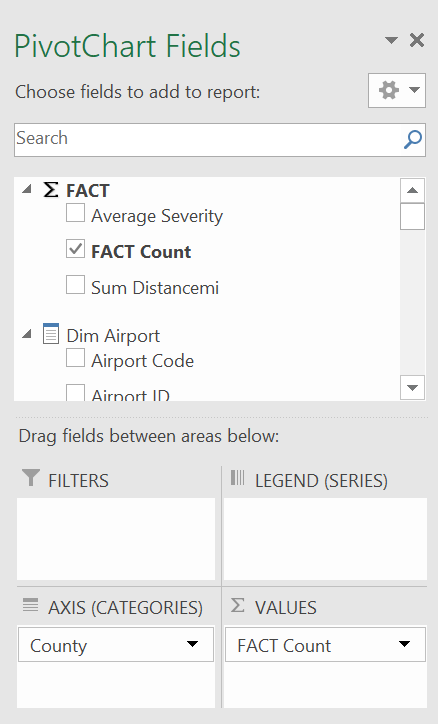 PivotChart Fields
Choose fields to add to report:
Search
Σ FACT
Average Severity
FACT Count
Sum Distancemi
Dim Airport
Airport Code
Airport ID
Drag fields between areas below:
FILTERS
LEGEND (SERIES)
AXIS (CATEGORIES)
Σ VALUES
County
FACT Count